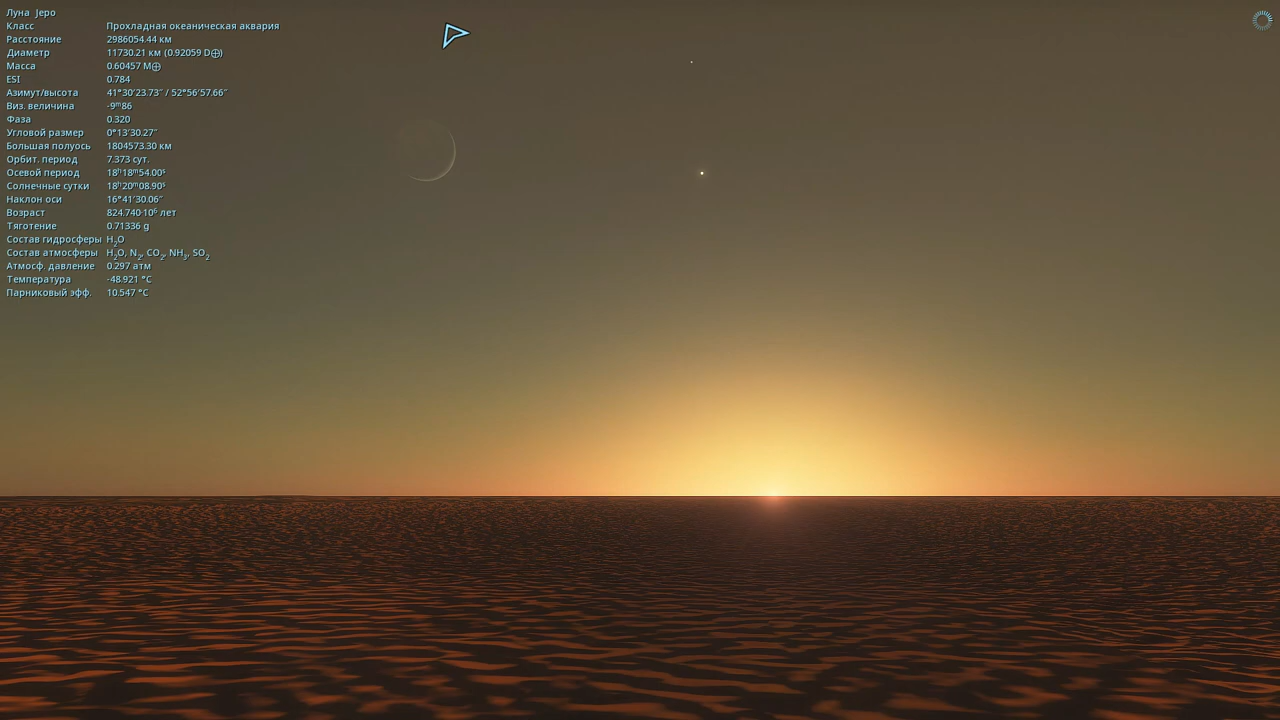 Луна Jеро
Класс Прохладная океаническая аквария
Расстояние 2986054.44 км
Диаметр 11730.21 км (0.92059 D⊕)
Масса 0.60457 M⊕
ESI 0.784
Азимут/высота 41°30′23.73″ / 52°56′57.66″
Виз. величина -9ᵐ86
Фаза 0.320
Угловой размер 0°13′30.27″
Большая полуось 1804573.30 км
Орбит. период 7.373 сут.
Осевой период 18ʰ18ᵐ54.00ˢ
Солнечные сутки 18ʰ20ᵐ08.90ˢ
Наклон оси 16°41′30.06″
Возраст 824.740·10⁶ лет
Тяготение 0.71336 g
Состав гидросферы H₂O
Состав атмосферы H₂O, N₂, CO₂, NH₃, SO₂
Атмосф. давление 0.297 атм
Температура -48.921 °C
Парниковый эфф. 10.547 °C